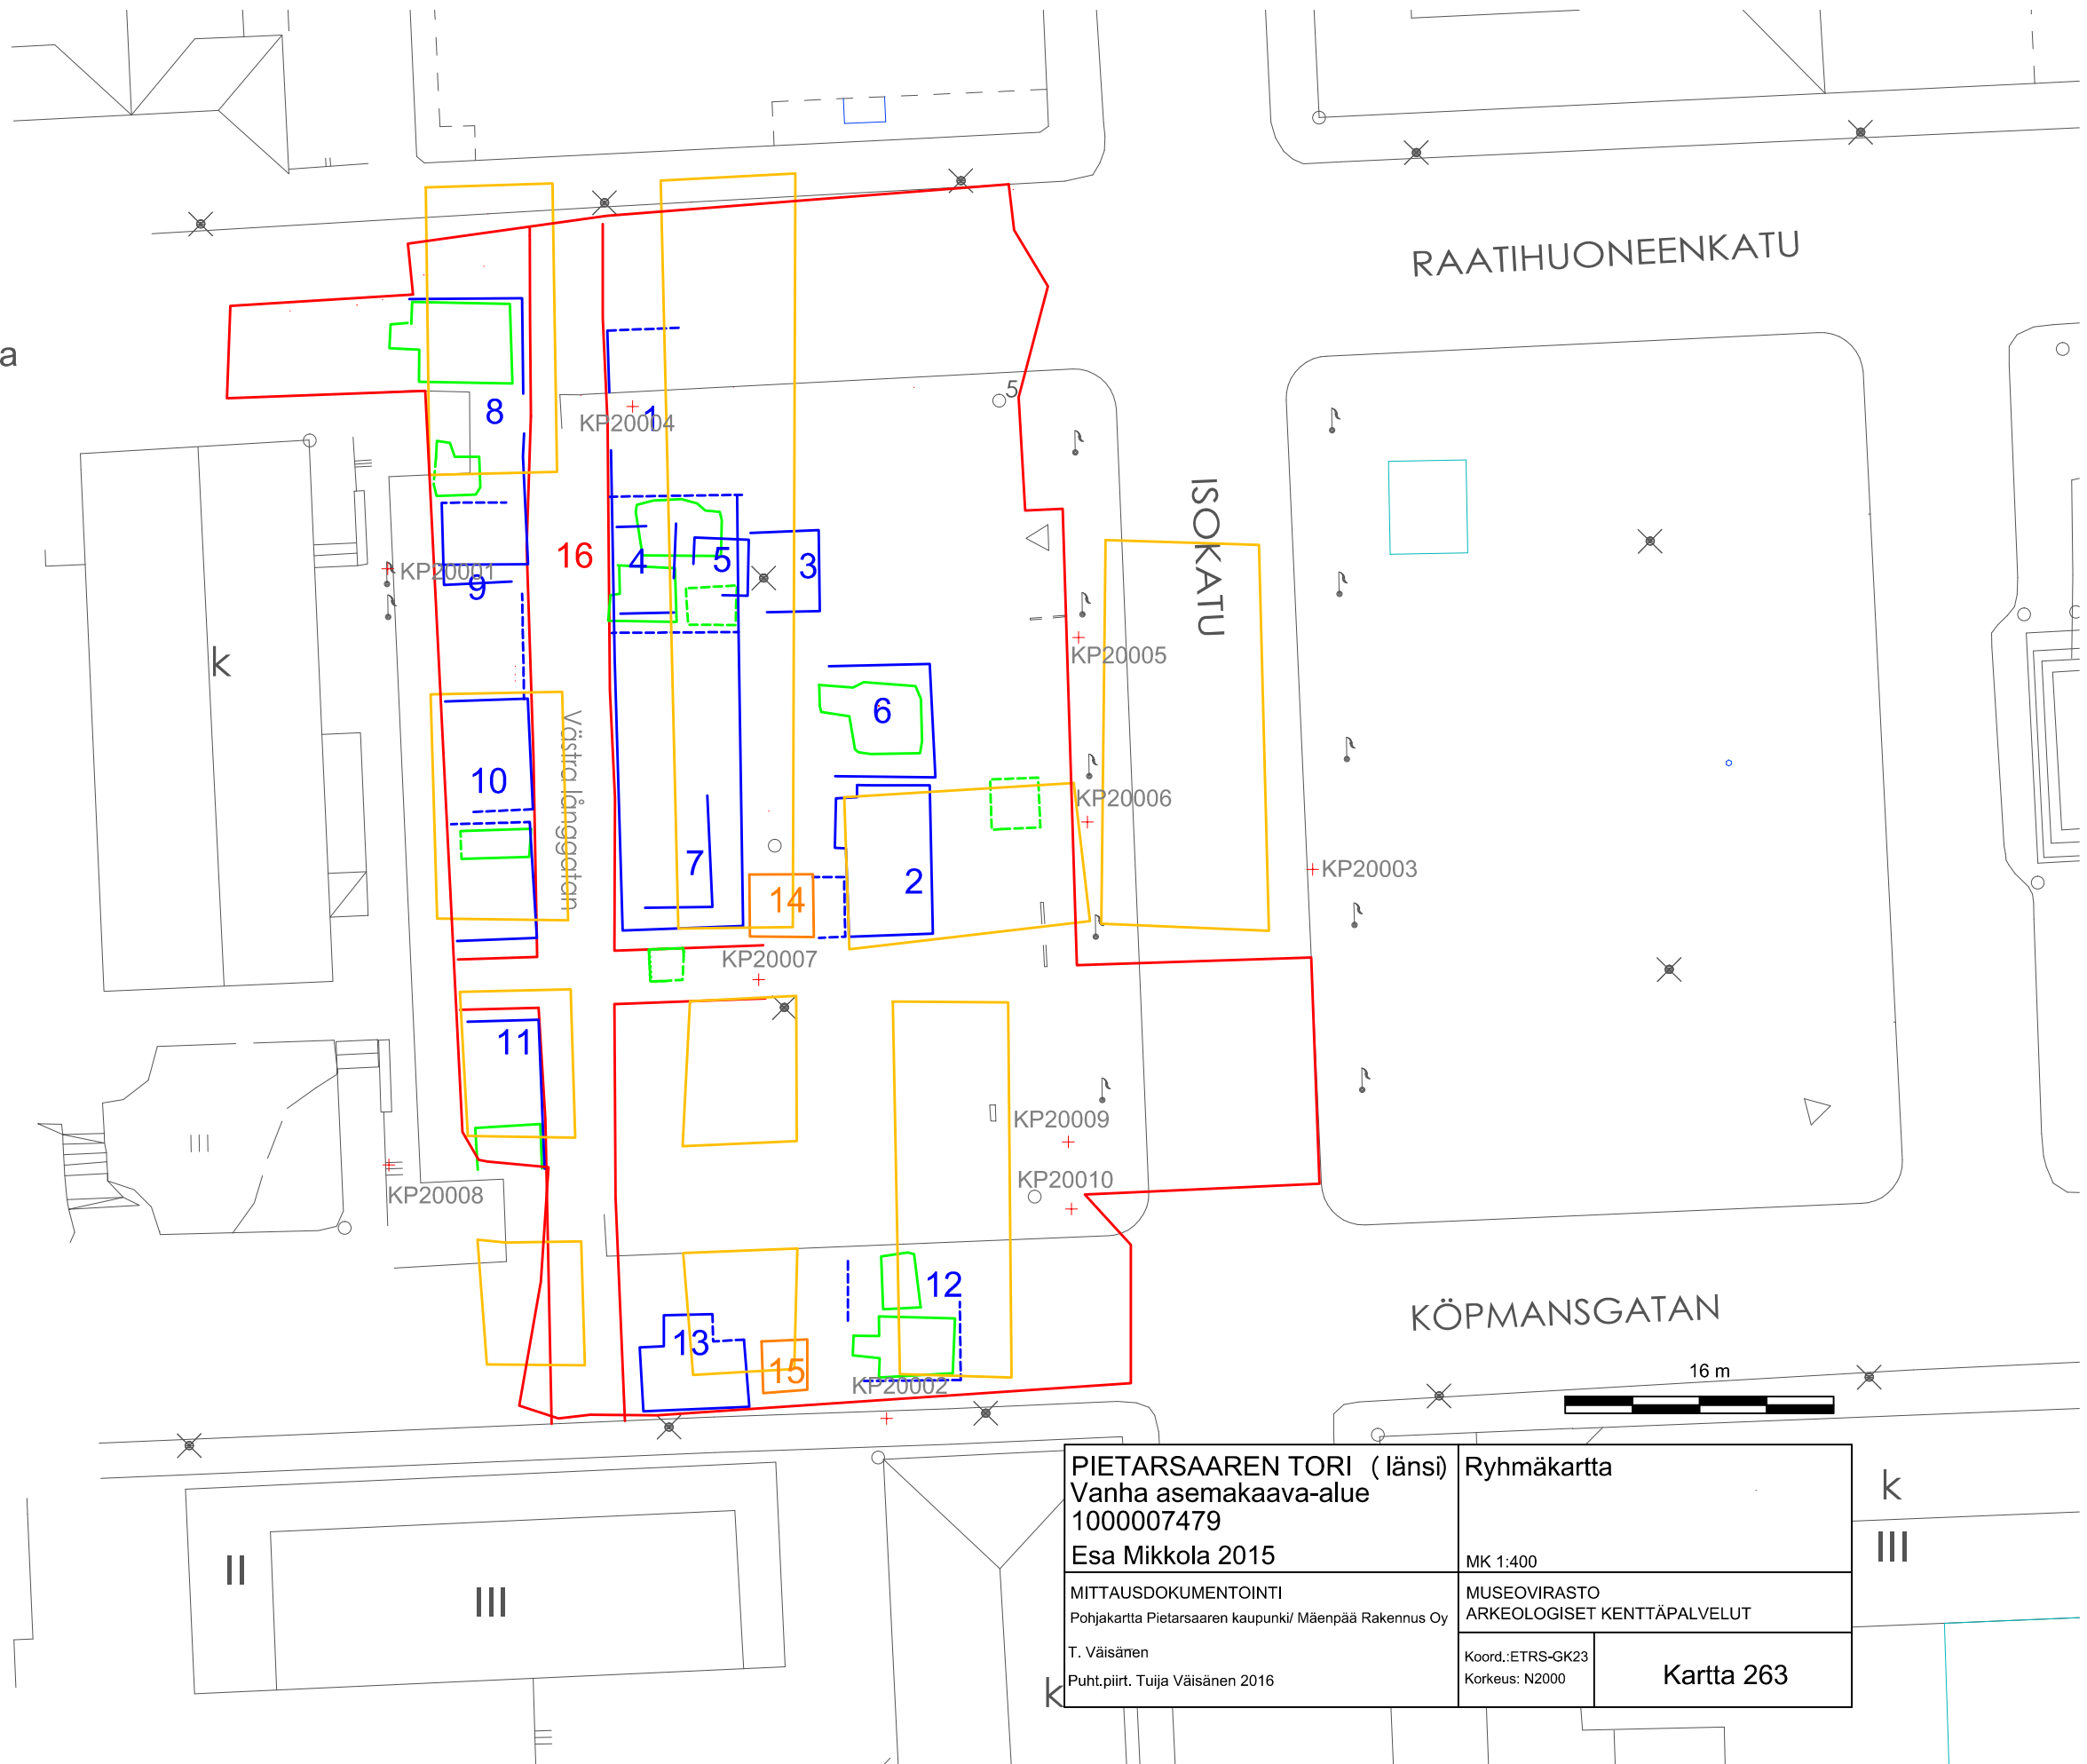 RAATIHUONEENKATU
a
5
8
1
KP20004
ISOKATU
16
4
5
3
KP20001
9
k
KP20005
6
Västra långgatan
10
KP20006
7
2
14
KP20003
KP20007
11
III
KP20009
KP20010
KP20008
12
13
15
KP20002
KÖPMANSGATAN
16 m
PIETARSAAREN TORI (länsi)
Vanha asemakaava-alue
1000007479
Esa Mikkola 2015
Ryhmäkartta
MK 1:400
MITTAUSDOKUMENTOINTI
Pohjakartta Pietarsaaren kaupunki/ Mäenpää Rakennus Oy
T. Väisänen
Puht.piirt. Tuija Väisänen 2016
MUSEOVIRASTO
ARKEOLOGISET KENTTÄPALVELUT
Koord.:ETRS-GK23
Korkeus: N2000
Kartta 263
k
III
II
III
k